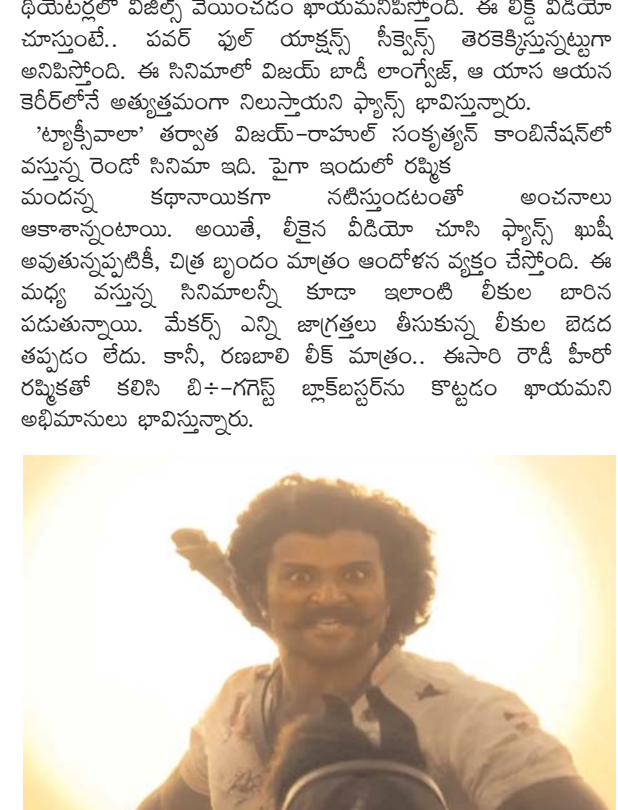 థియేటర్లలో విజిల్స్ వేయించడం ఖాయమనిపిస్తోంది. ఈ లీక్డ్ వీడియో
చూస్తుంటే.. పవర్ ఫుల్ యాక్షన్స్ సీక్వెన్స్ తెరకెక్కిస్తున్నట్టుగా
అనిపిస్తోంది. ఈ సినిమాలో విజయ్ బాడీ లాంగ్వేజ్, ఆ యాస ఆయన
కెరీర్‌లోనే అత్యుత్తమంగా నిలుస్తాయని ఫ్యాన్స్ భావిస్తున్నారు.
'ట్యాక్సీవాలా' తర్వాత విజయ్-రాహుల్ సంకృత్యన్ కాంబినేషన్‌లో
వస్తున్న రెండో సినిమా ఇది. పైగా ఇందులో రష్మిక
మందన్న కథానాయికగా నటిస్తుండటంతో అంచనాలు
ఆకాశాన్నంటాయి. అయితే, లీకైన వీడియో చూసి ఫ్యాన్స్ ఖుషీ
అవుతున్నప్పటికీ, చిత్ర బృందం మాత్రం ఆందోళన వ్యక్తం చేస్తోంది. ఈ
మధ్య వస్తున్న సినిమాలన్నీ కూడా ఇలాంటి లీకుల బారిన
పడుతున్నాయి. మేకర్స్ ఎన్ని జాగ్రత్తలు తీసుకున్న లీకుల బెడద
తప్పడం లేదు. కానీ, రణబాలి లీక్ మాత్రం.. ఈసారి రౌడీ హీరో
రష్మికతో కలిసి బి÷-గగెస్ట్ బ్లాక్‌బస్టర్‌ను కొట్టడం ఖాయమని
అభిమానులు భావిస్తున్నారు.